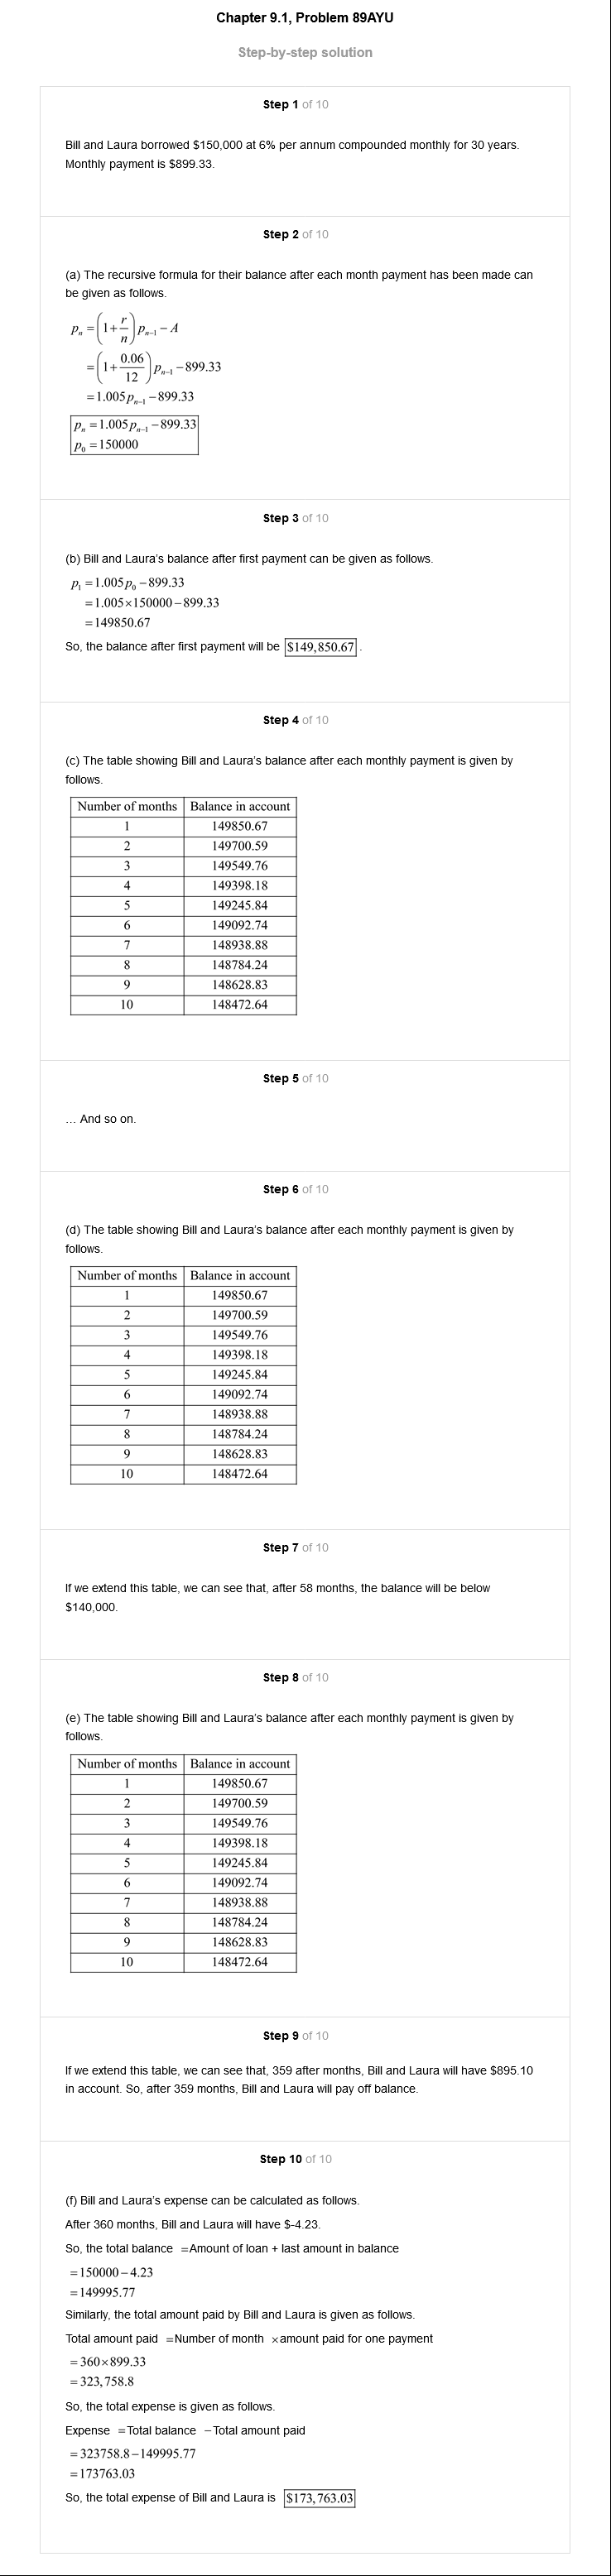 Chapter 9.1, Problem 89AYU
Step-by-step solution
Step 1 of 10
Bill and Laura borrowed $150,000 at 6% per annum compounded monthly for 30 years.
Monthly payment is $899.33.
Step 2 of 10
(a) The recursive formula for their balance after each month payment has been made can
be given as follows.
pₙ = (1 + r/n) pₙ₋₁ − A
= (1 + 0.06/12) pₙ₋₁ − 899.33
= 1.005pₙ₋₁ − 899.33
pₙ = 1.005pₙ₋₁ − 899.33
p₀ = 150000
Step 3 of 10
(b) Bill and Laura's balance after first payment can be given as follows.
p₁ = 1.005p₀ − 899.33
= 1.005×150000 − 899.33
= 149850.67
So, the balance after first payment will be $149,850.67.
Step 4 of 10
(c) The table showing Bill and Laura's balance after each monthly payment is given by
follows.
Number of months Balance in account
1 149850.67
2 149700.59
3 149549.76
4 149398.18
5 149245.84
6 149092.74
7 148938.88
8 148784.24
9 148628.83
10 148472.64
Step 5 of 10
… And so on.
Step 6 of 10
(d) The table showing Bill and Laura's balance after each monthly payment is given by
follows.
Number of months Balance in account
1 149850.67
2 149700.59
3 149549.76
4 149398.18
5 149245.84
6 149092.74
7 148938.88
8 148784.24
9 148628.83
10 148472.64
Step 7 of 10
If we extend this table, we can see that, after 58 months, the balance will be below
$140,000.
Step 8 of 10
(e) The table showing Bill and Laura's balance after each monthly payment is given by
follows.
Number of months Balance in account
1 149850.67
2 149700.59
3 149549.76
4 149398.18
5 149245.84
6 149092.74
7 148938.88
8 148784.24
9 148628.83
10 148472.64
Step 9 of 10
If we extend this table, we can see that, 359 after months, Bill and Laura will have $895.10
in account. So, after 359 months, Bill and Laura will pay off balance.
Step 10 of 10
(f) Bill and Laura's expense can be calculated as follows.
After 360 months, Bill and Laura will have $-4.23.
So, the total balance =Amount of loan + last amount in balance
= 150000 − 4.23
= 149995.77
Similarly, the total amount paid by Bill and Laura is given as follows.
Total amount paid =Number of month ×amount paid for one payment
= 360×899.33
= 323,758.8
So, the total expense is given as follows.
Expense =Total balance −Total amount paid
= 323758.8 − 149995.77
= 173763.03
So, the total expense of Bill and Laura is $173,763.03